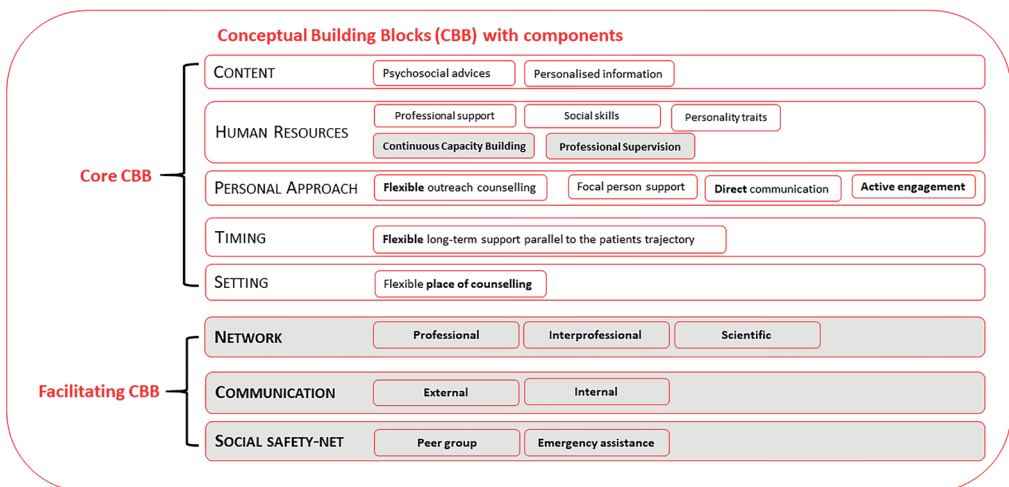 Conceptual Building Blocks (CBB) with components
CONTENT
Psychosocial advices
Personalised information
HUMAN RESOURCES
Professional support
Social skills
Personality traits
Continuous Capacity Building
Professional Supervision
Core CBB
PERSONAL APPROACH
Flexible outreach counselling
Focal person support
Direct communication
Active engagement
TIMING
Flexible long-term support parallel to the patients trajectory
SETTING
Flexible place of counselling
NETWORK
Professional
Interprofessional
Scientific
Facilitating CBB
COMMUNICATION
External
Internal
SOCIAL SAFETY-NET
Peer group
Emergency assistance